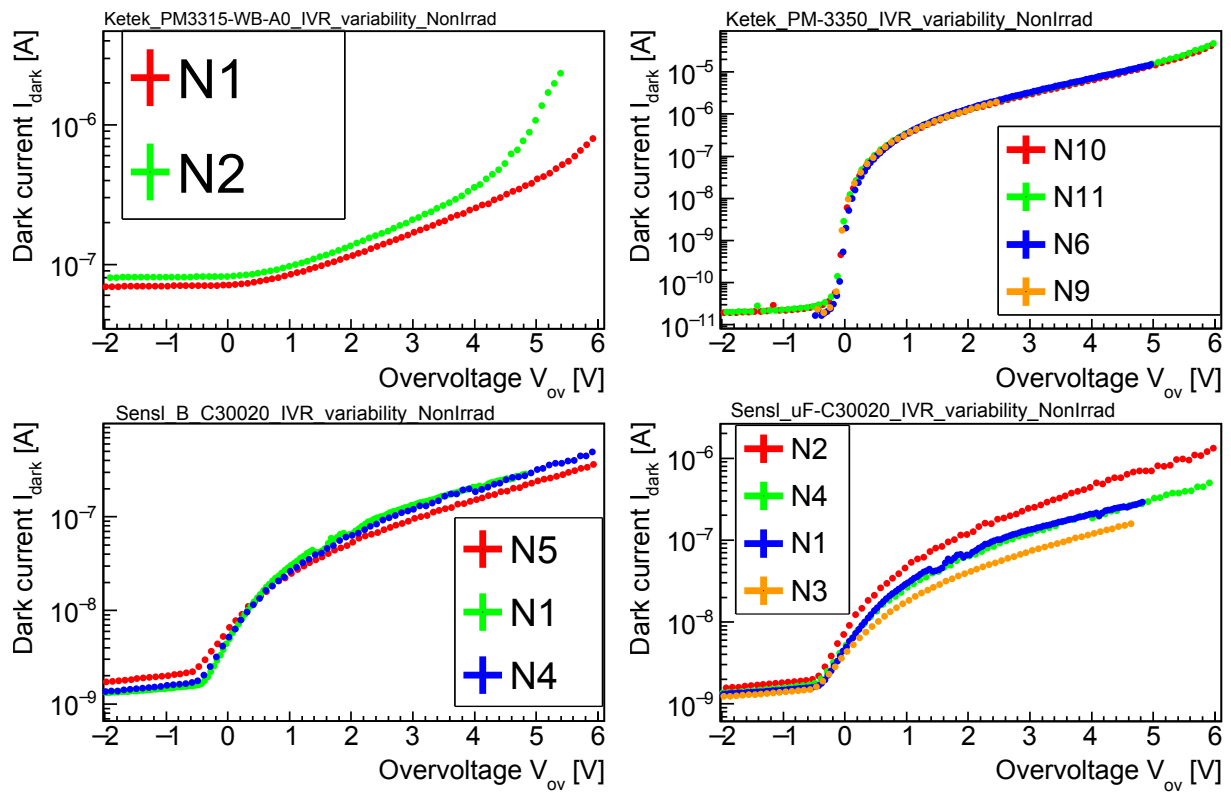 Ketek_PM3315-WB-A0_IVR_variability_NonIrrad
Dark current I_dark [A]
10^-6
10^-7
N1
N2
−2 −1 0 1 2 3 4 5 6
Overvoltage V_ov [V]
Ketek_PM-3350_IVR_variability_NonIrrad
Dark current I_dark [A]
10^-5
10^-6
10^-7
10^-8
10^-9
10^-10
10^-11
N10
N11
N6
N9
−2 −1 0 1 2 3 4 5 6
Overvoltage V_ov [V]
Sensl_B_C30020_IVR_variability_NonIrrad
Dark current I_dark [A]
10^-7
10^-8
10^-9
N5
N1
N4
−2 −1 0 1 2 3 4 5 6
Overvoltage V_ov [V]
Sensl_uF-C30020_IVR_variability_NonIrrad
Dark current I_dark [A]
10^-6
10^-7
10^-8
10^-9
N2
N4
N1
N3
−2 −1 0 1 2 3 4 5 6
Overvoltage V_ov [V]